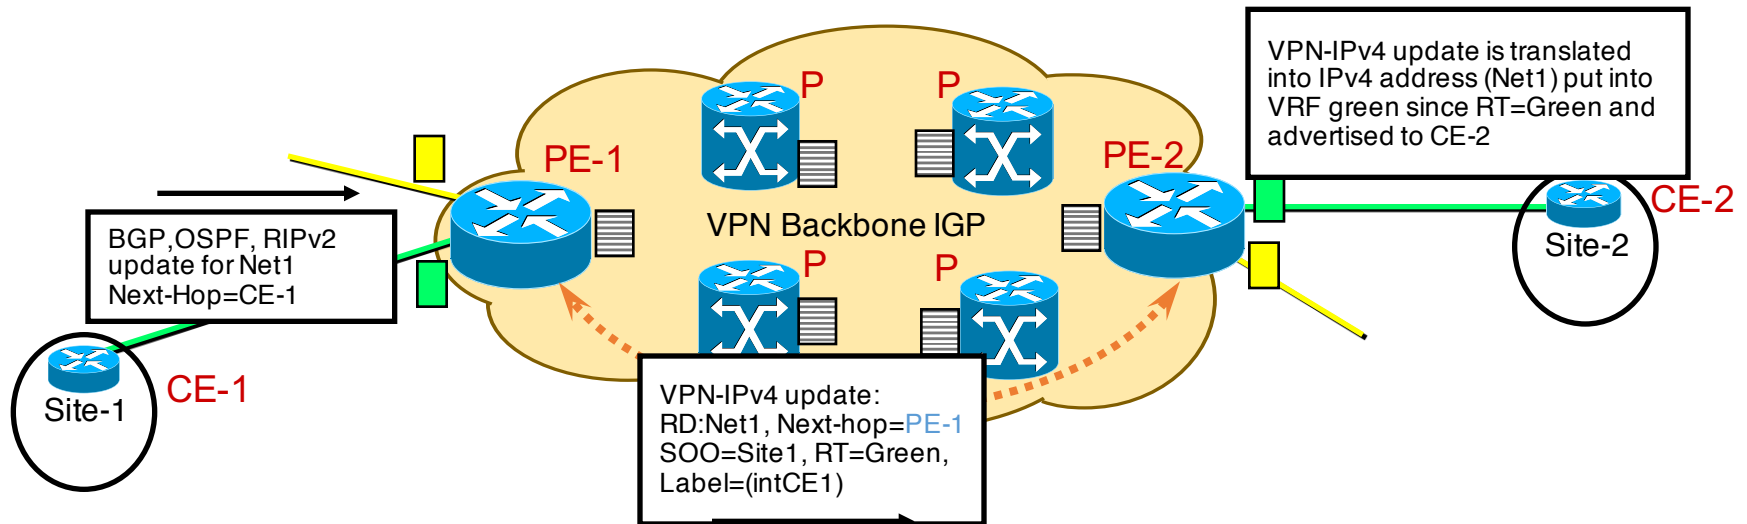 P
P
VPN-IPv4 update is translated
into IPv4 address (Net1) put into
VRF green since RT=Green and
advertised to CE-2
PE-1
PE-2
CE-2
Site-2
VPN Backbone IGP
BGP,OSPF, RIPv2
update for Net1
Next-Hop=CE-1
P
P
CE-1
Site-1
VPN-IPv4 update:
RD:Net1, Next-hop=PE-1
SOO=Site1, RT=Green,
Label=(intCE1)